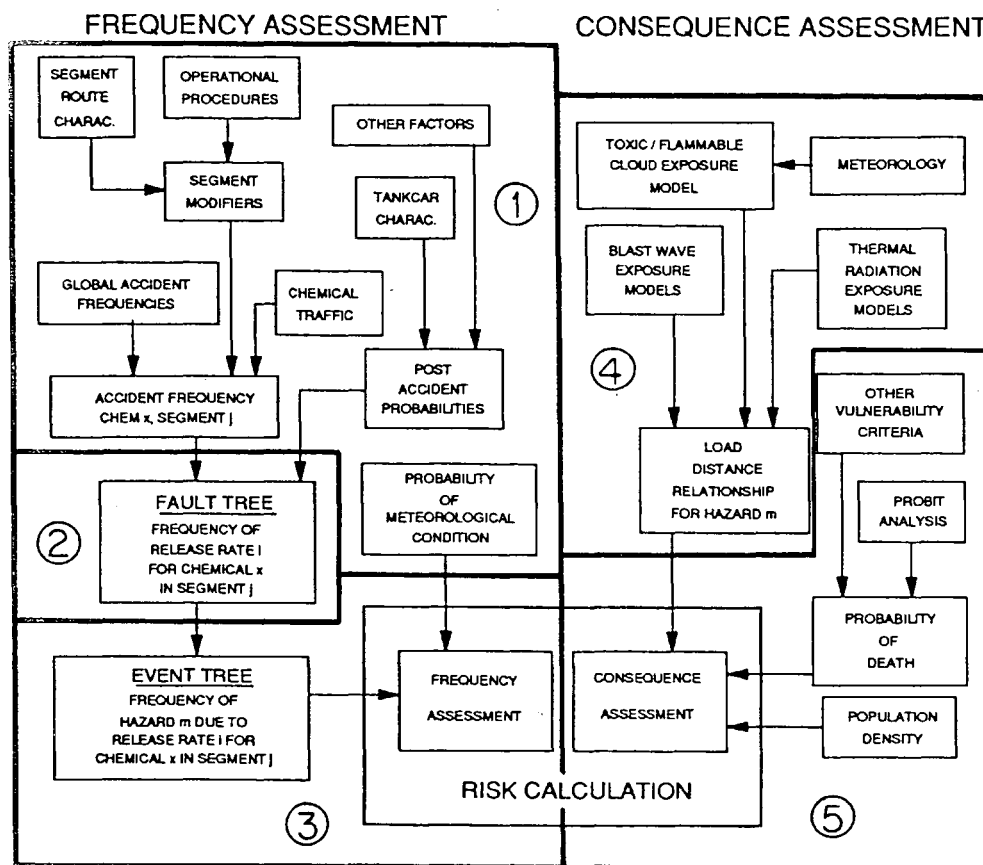 FREQUENCY ASSESSMENT
CONSEQUENCE ASSESSMENT
SEGMENT
ROUTE
CHARAC.
OPERATIONAL
PROCEDURES
OTHER FACTORS
SEGMENT
MODIFIERS
TANKCAR
CHARAC.
1
GLOBAL ACCIDENT
FREQUENCIES
CHEMICAL
TRAFFIC
ACCIDENT FREQUENCY
CHEM x, SEGMENT j
POST
ACCIDENT
PROBABILITIES
TOXIC / FLAMMABLE
CLOUD EXPOSURE
MODEL
METEOROLOGY
BLAST WAVE
EXPOSURE
MODELS
THERMAL
RADIATION
EXPOSURE
MODELS
4
LOAD
DISTANCE
RELATIONSHIP
FOR HAZARD m
OTHER
VULNERABILITY
CRITERIA
PROBIT
ANALYSIS
2
FAULT TREE
FREQUENCY OF
RELEASE RATE i
FOR CHEMICAL x
IN SEGMENT j
PROBABILITY
OF
METEOROLOGICAL
CONDITION
EVENT TREE
FREQUENCY OF
HAZARD m DUE TO
RELEASE RATE i FOR
CHEMICAL x IN SEGMENT j
FREQUENCY
ASSESSMENT
CONSEQUENCE
ASSESSMENT
PROBABILITY
OF
DEATH
POPULATION
DENSITY
RISK CALCULATION
3
5